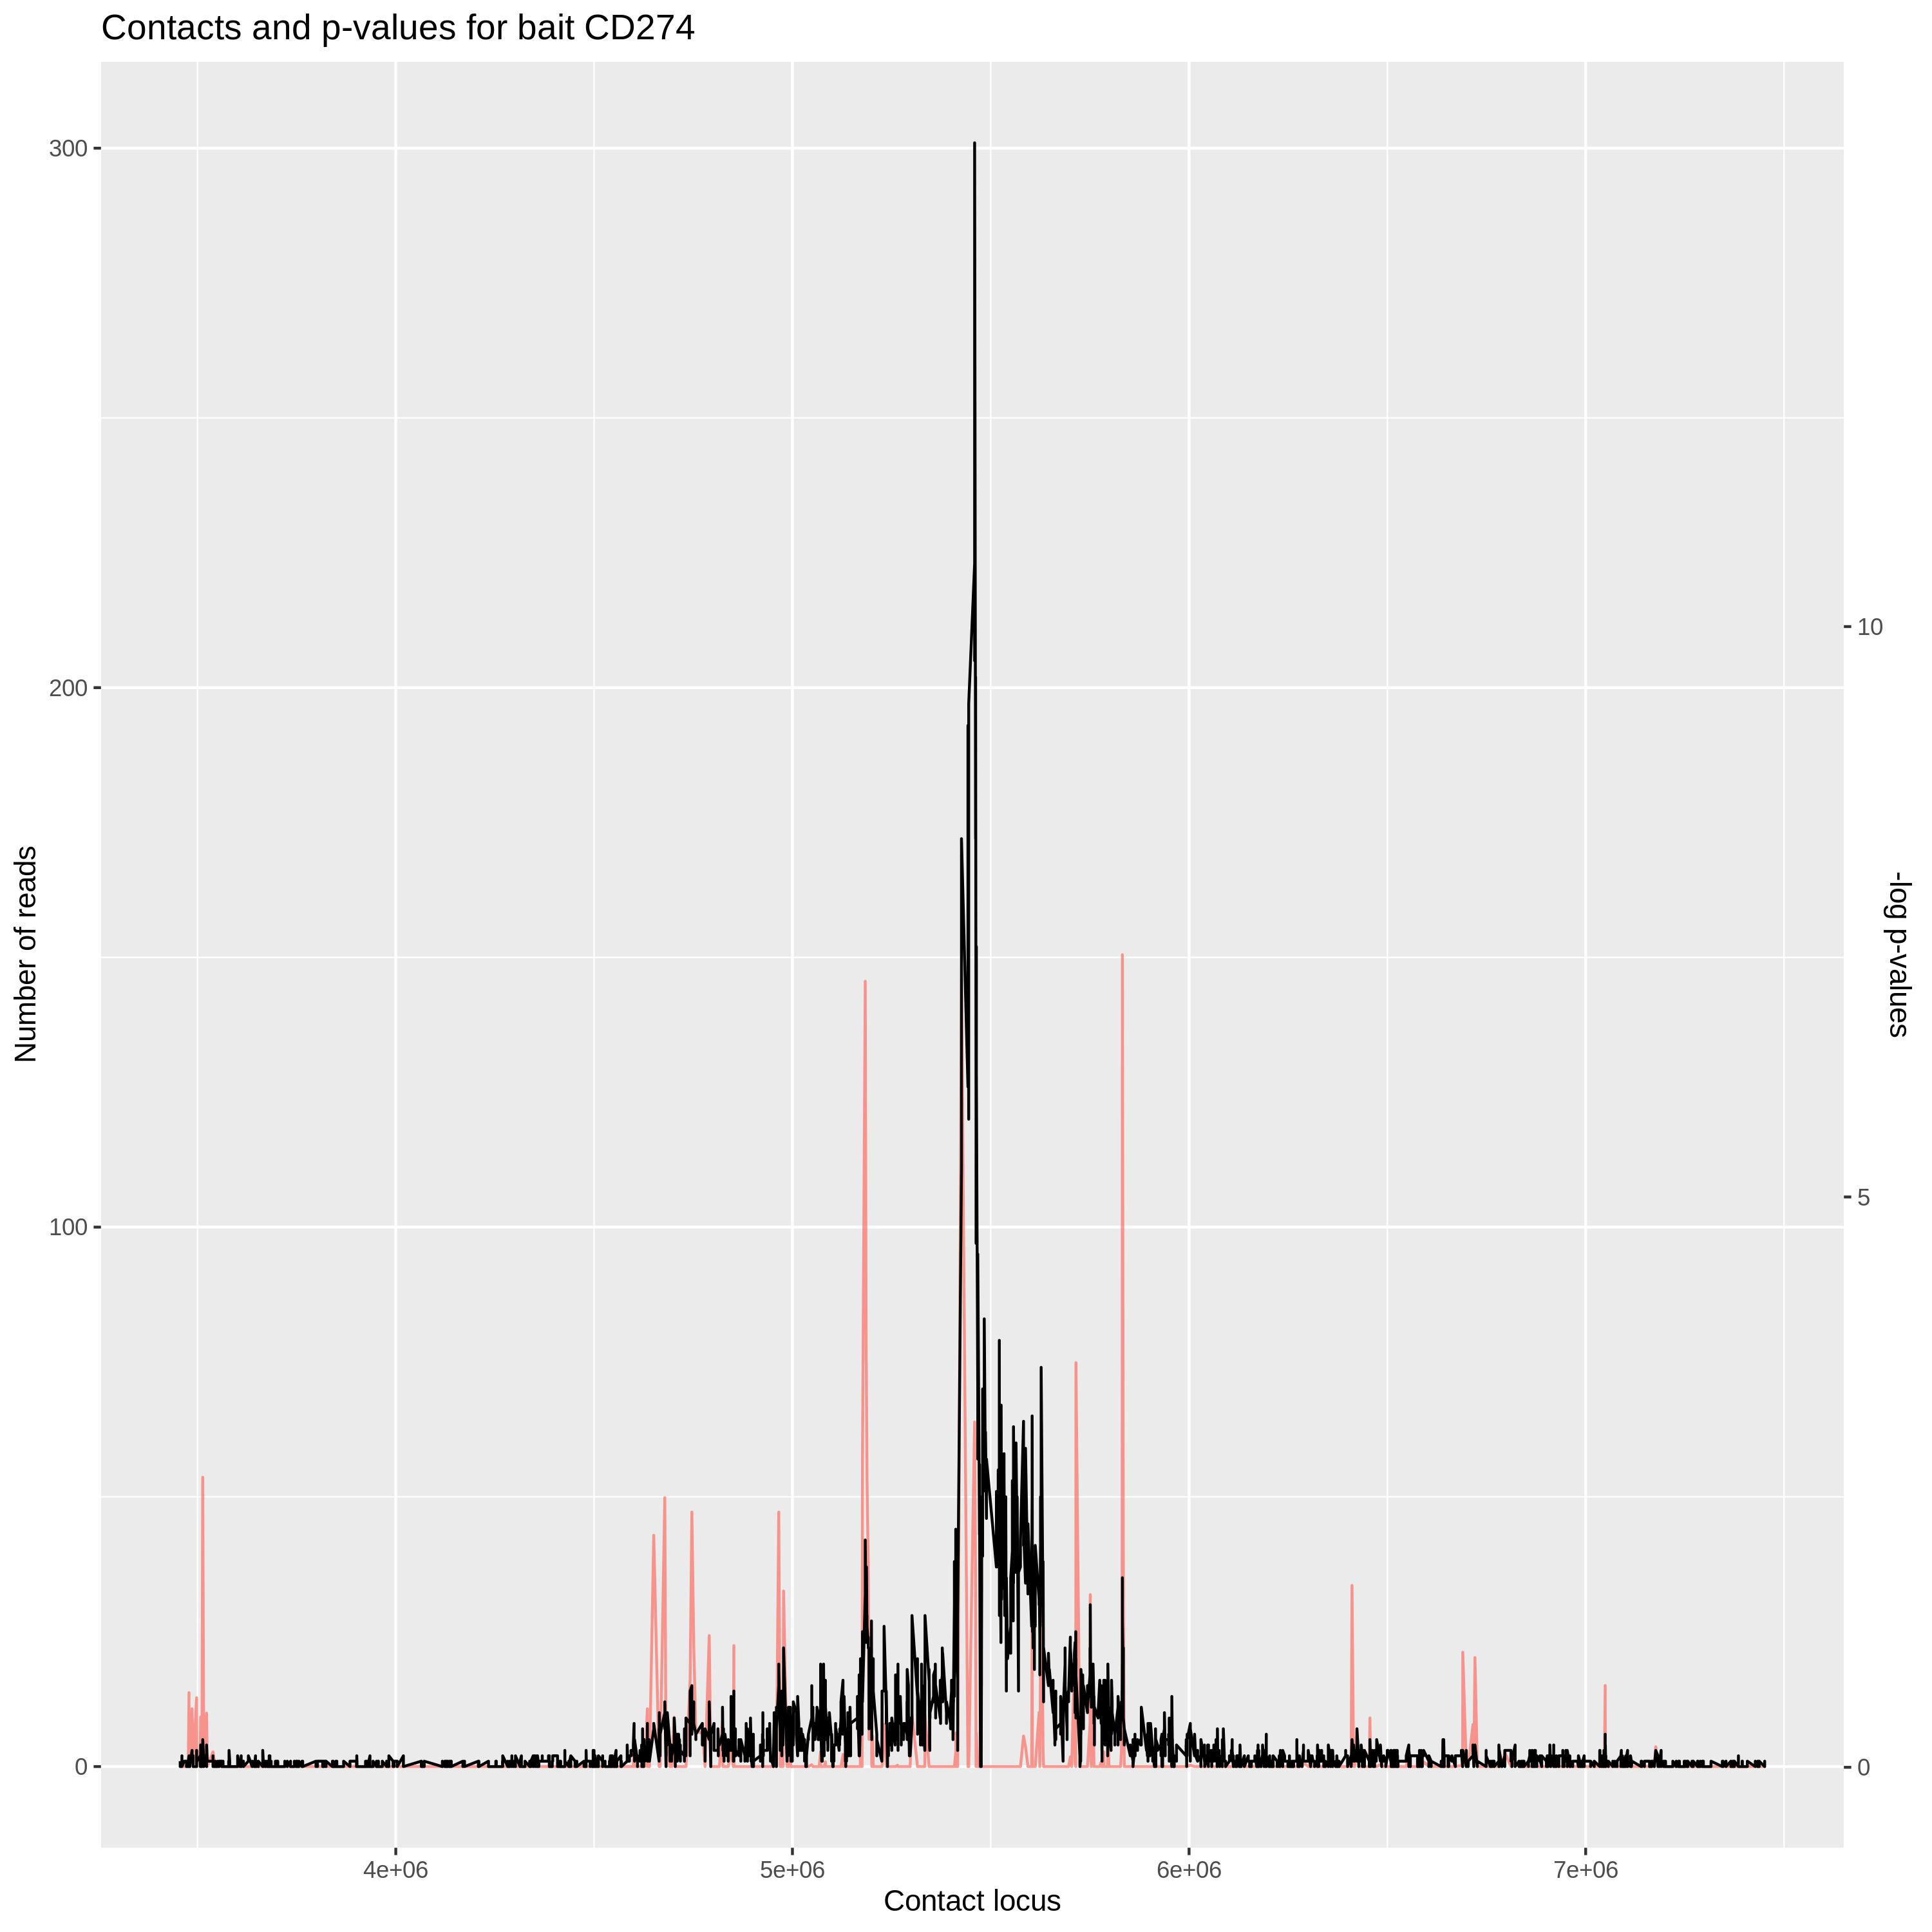 Contacts and p-values for bait CD274
300
200
100
0
Number of reads
10
5
0
-log p-values
4e+06
5e+06
6e+06
7e+06
Contact locus